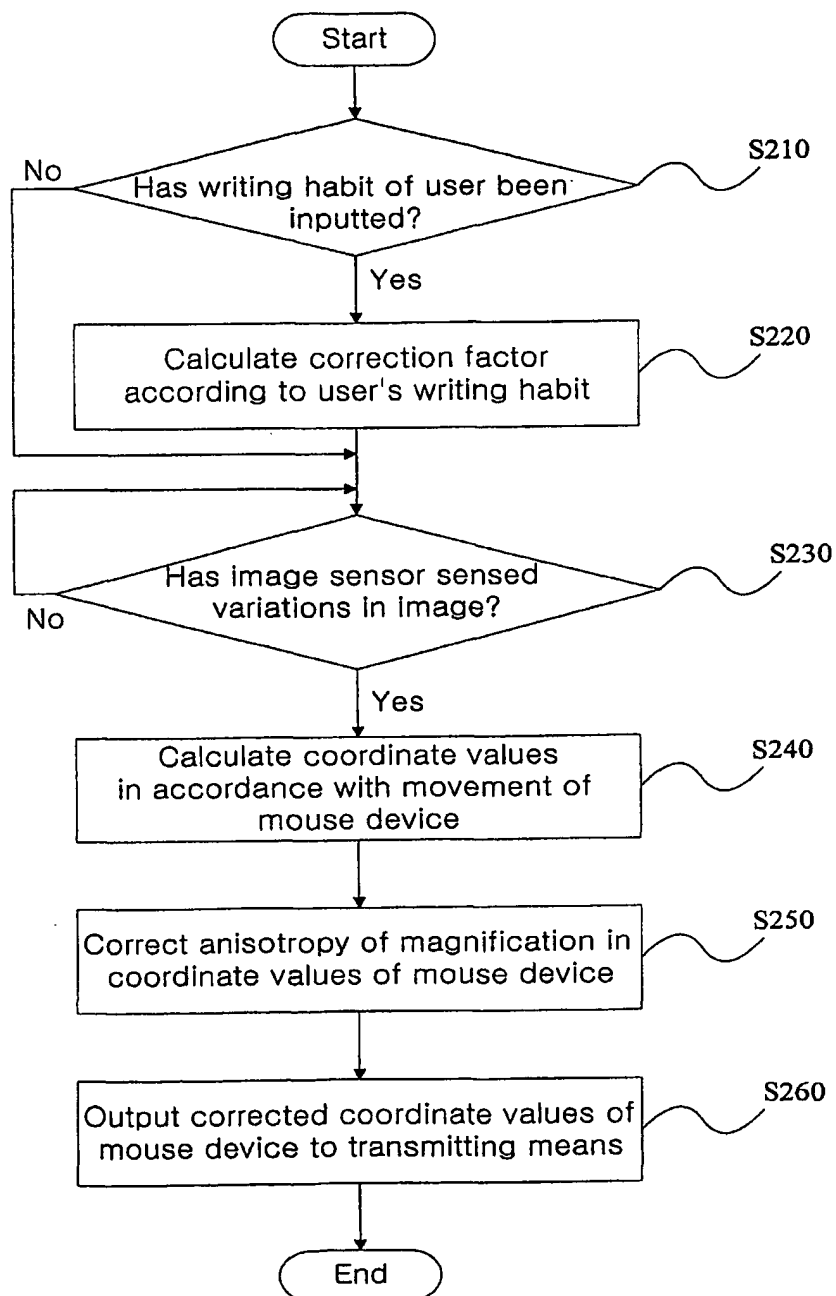 Start
No
S210
Has writing habit of user been
inputted?
Yes
S220
Calculate correction factor
according to user's writing habit
S230
Has image sensor sensed
variations in image?
No
Yes
S240
Calculate coordinate values
in accordance with movement of
mouse device
S250
Correct anisotropy of magnification in
coordinate values of mouse device
S260
Output corrected coordinate values of
mouse device to transmitting means
End